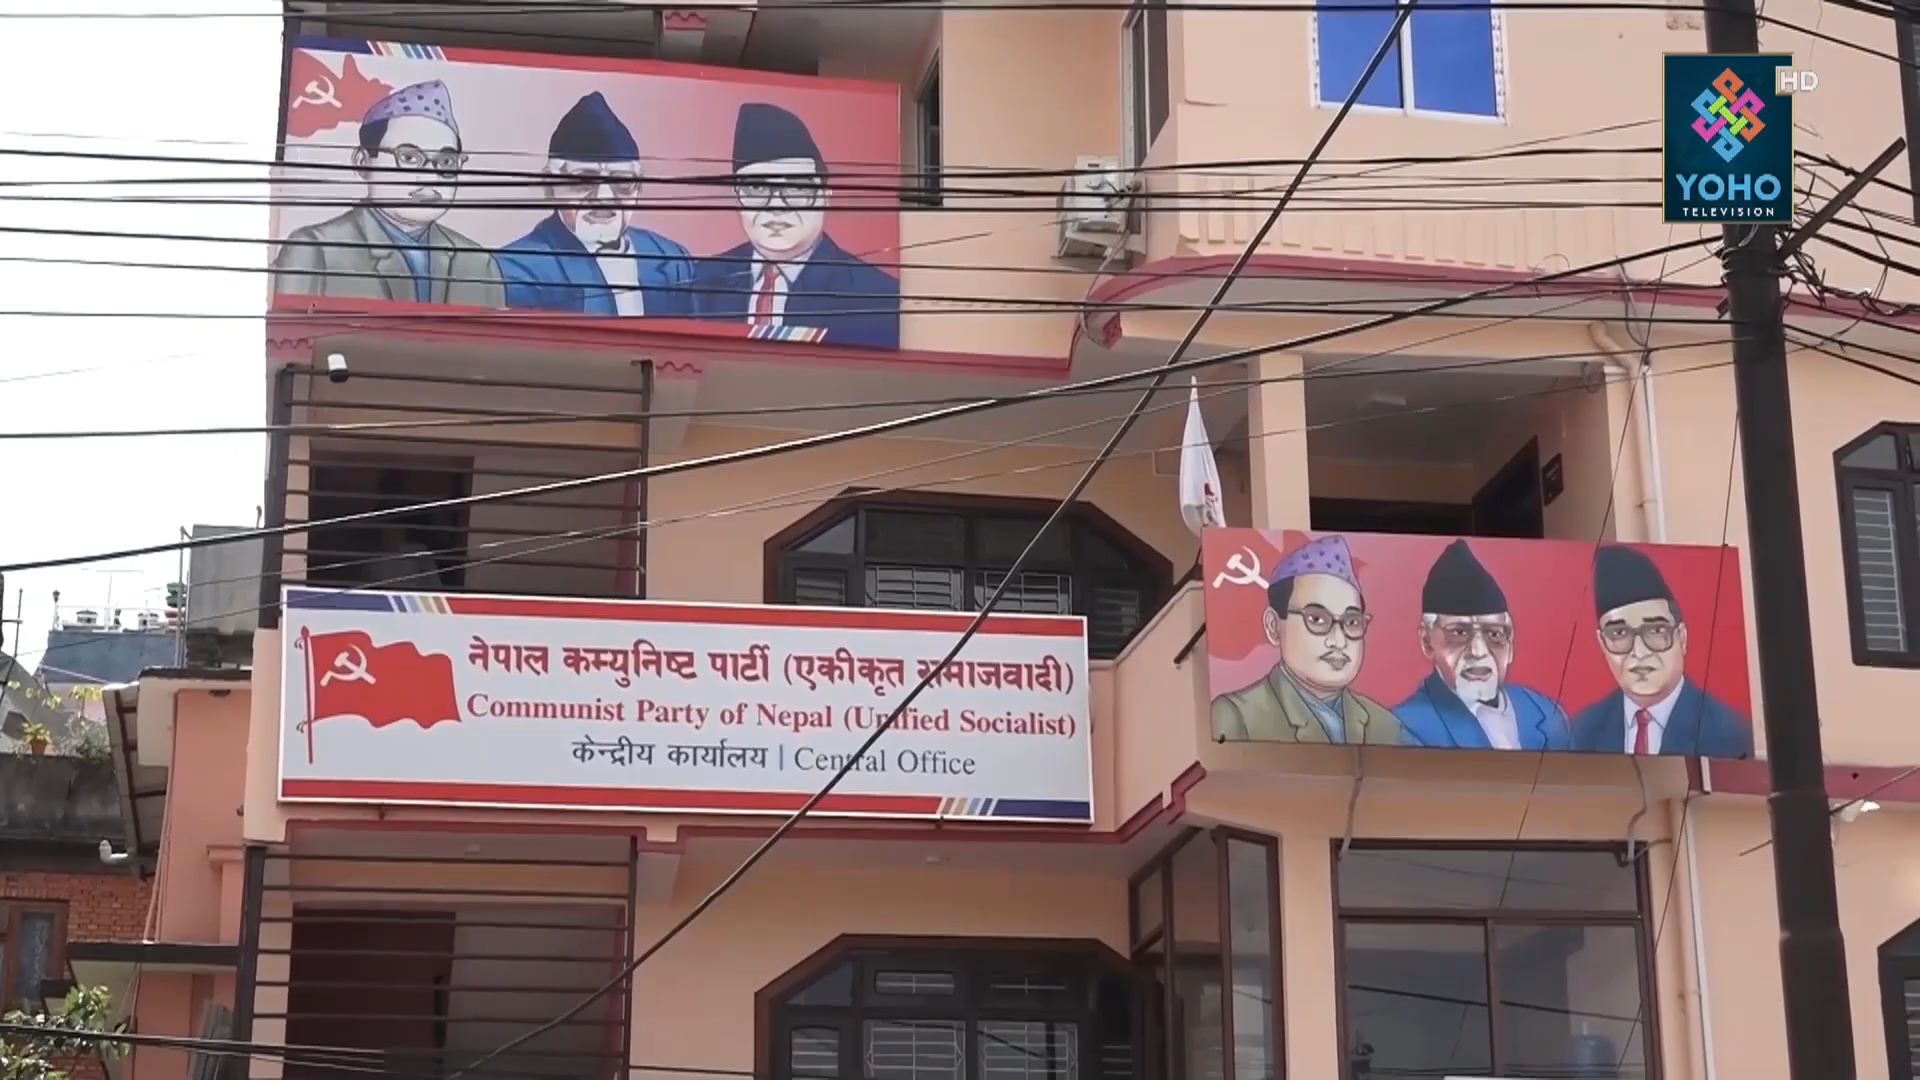 HD
YOHO
TELEVISION
नेपाल कम्युनिष्ट पार्टी (एकीकृत समाजवादी)
Communist Party of Nepal (Unified Socialist)
केन्द्रीय कार्यालय | Central Office